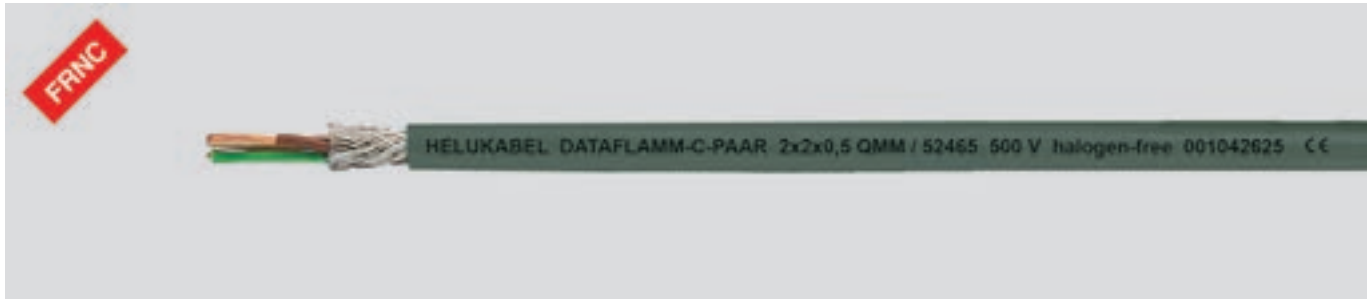 FRNC
HELUKABEL DATAFLAMM-C-PAAR 2x2x0,5 QMM / 52465 500 V halogen-free 001042625 CE